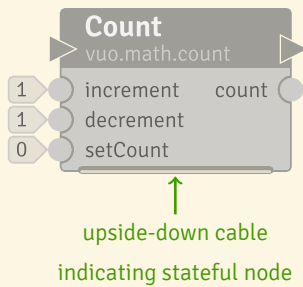 Count
vuo.math.count
1 increment count
1 decrement
0 setCount
upside-down cable
indicating stateful node